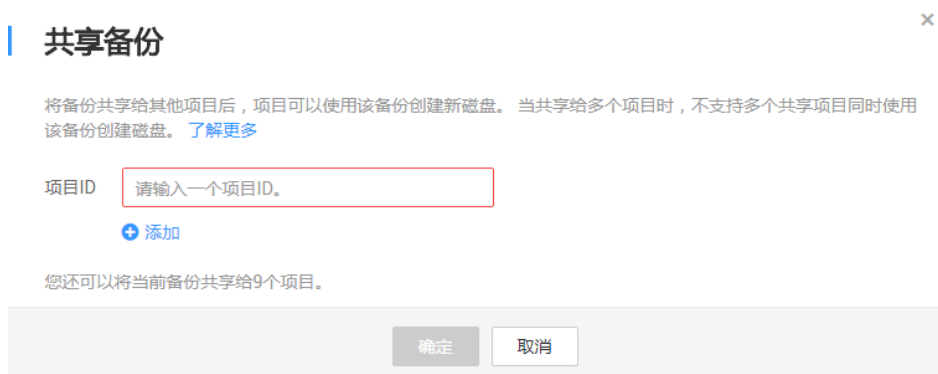 共享备份
将备份共享给其他项目后，项目可以使用该备份创建新磁盘。 当共享给多个项目时，不支持多个共享项目同时使用
该备份创建磁盘。 了解更多
项目ID 请输入一个项目ID。
添加
您还可以将当前备份共享给9个项目。
确定 取消